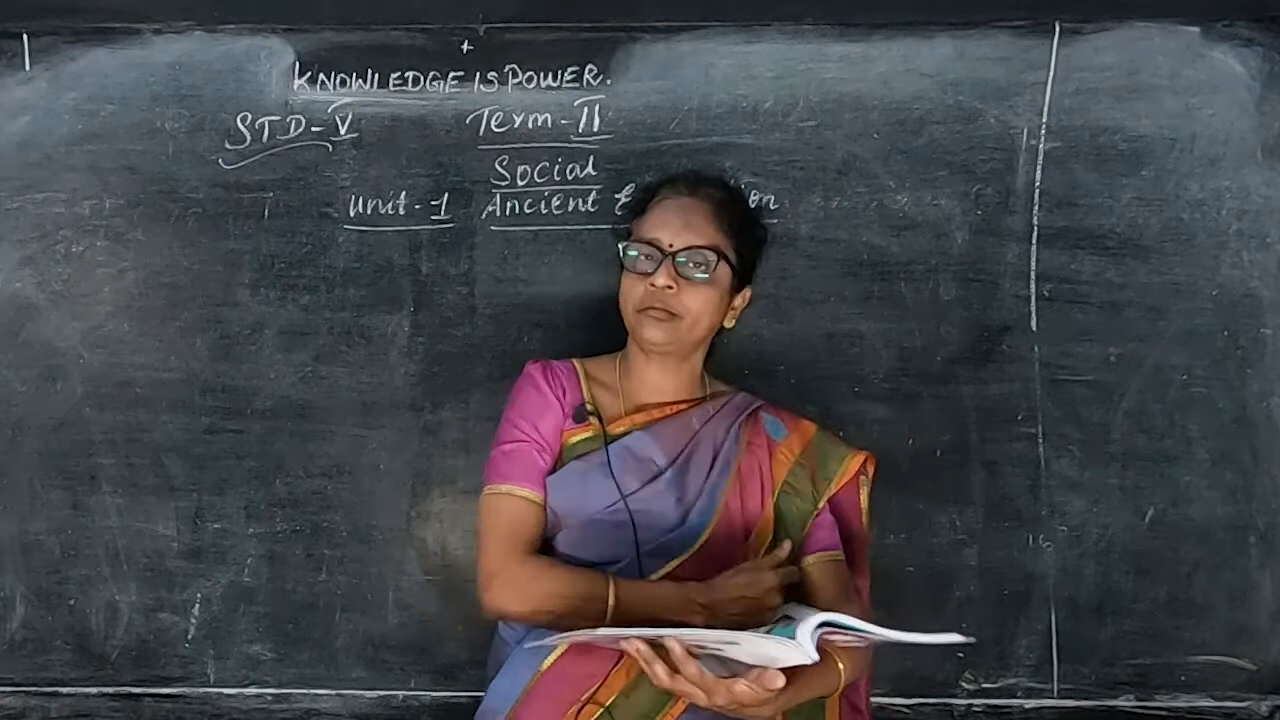 KNOWLEDGE IS POWER.
STD-V Term-II
Social
Unit-1 Ancient